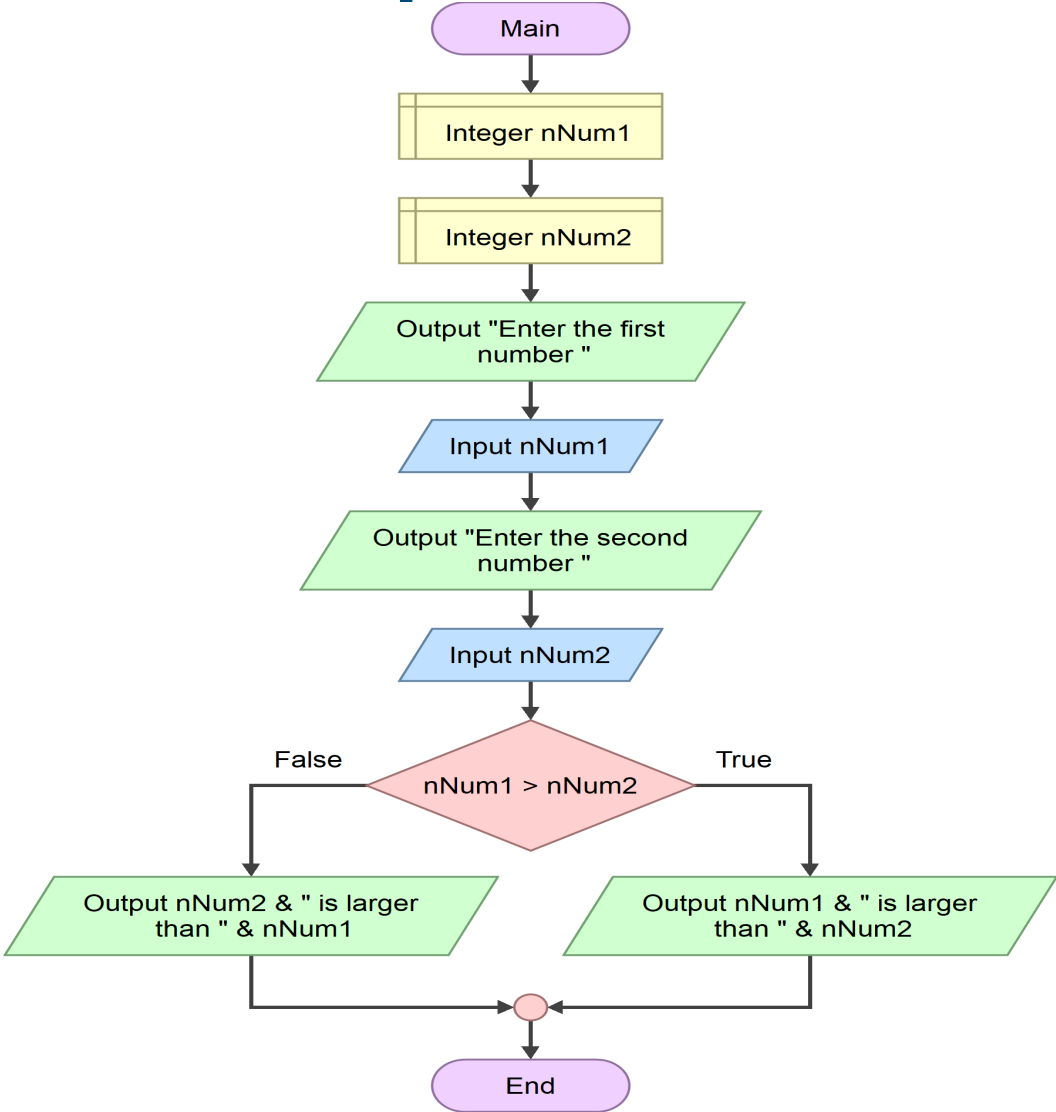 Main
Integer nNum1
Integer nNum2
Output "Enter the first
number "
Input nNum1
Output "Enter the second
number "
Input nNum2
False
True
nNum1 > nNum2
Output nNum2 & " is larger
than " & nNum1
Output nNum1 & " is larger
than " & nNum2
End